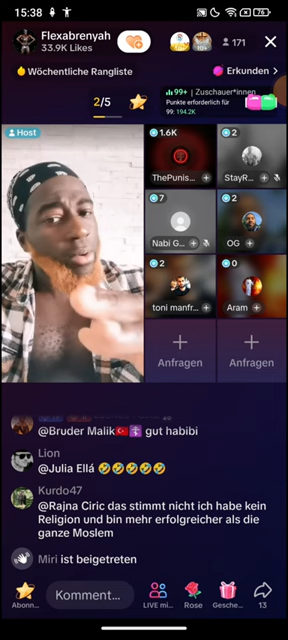 15:38
76
Flexabrenyah
33.9K Likes
171
Wöchentliche Rangliste
Erkunden >
2/5
99+ | Zuschauer*innen
Punkte erforderlich für
99: 194.2K
Host
1.6K
ThePunis...
2
StayR...
7
Nabi G...
2
OG
2
toni manfr...
0
Aram
Anfragen
Anfragen
@Bruder Malik🇹🇷☦️ gut habibi
Lion
@Julia Ellá 🤣🤣🤣🤣🤣
Kurdo47
@Rajna Ciric das stimmt nicht ich habe kein
Religion und bin mehr erfolgreicher als die
ganze Moslem
Miri ist beigetreten
Abonn...
Komment...
LIVE mi...
Rose
Gesche...
13